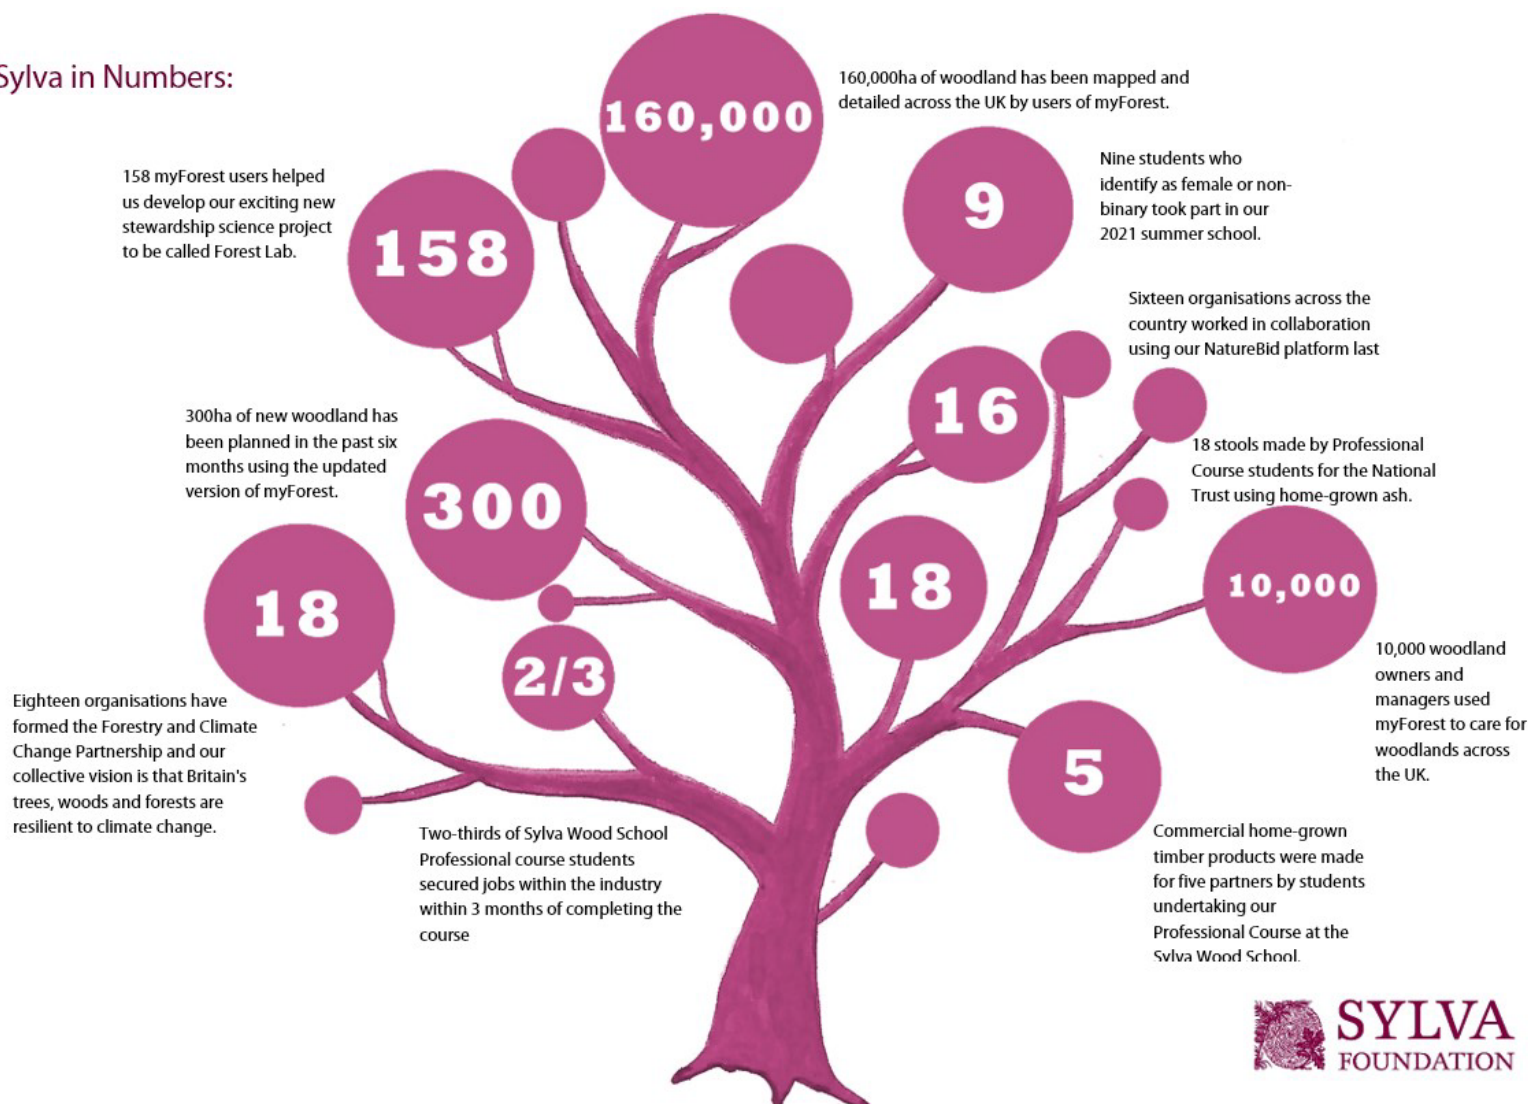 Sylva in Numbers:
160,000
160,000ha of woodland has been mapped and
detailed across the UK by users of myForest.
158 myForest users helped
us develop our exciting new
stewardship science project
to be called Forest Lab.
158
9
Nine students who
identify as female or non-
binary took part in our
2021 summer school.
Sixteen organisations across the
country worked in collaboration
using our NatureBid platform last
16
300ha of new woodland has
been planned in the past six
months using the updated
version of myForest.
300
18 stools made by Professional
Course students for the National
Trust using home-grown ash.
18
18
10,000
10,000 woodland
owners and
managers used
myForest to care for
woodlands across
the UK.
2/3
Eighteen organisations have
formed the Forestry and Climate
Change Partnership and our
collective vision is that Britain's
trees, woods and forests are
resilient to climate change.
Two-thirds of Sylva Wood School
Professional course students
secured jobs within the industry
within 3 months of completing the
course
5
Commercial home-grown
timber products were made
for five partners by students
undertaking our
Professional Course at the
Sylva Wood School.
SYLVA
FOUNDATION